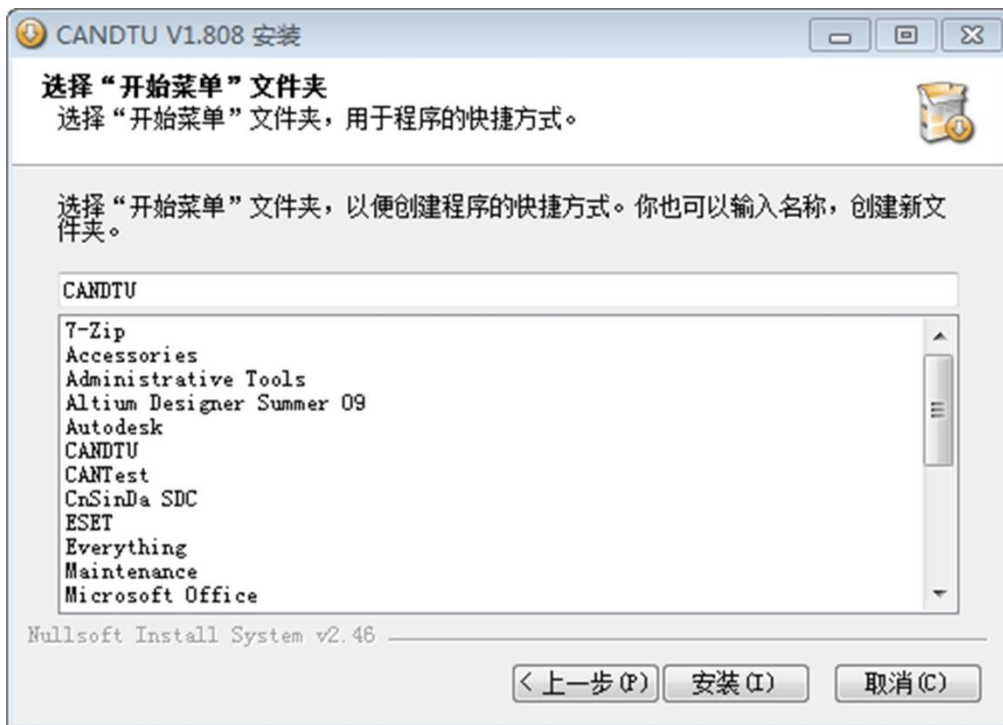 CANDTU V1.808 安装
选择“开始菜单”文件夹
选择“开始菜单”文件夹，用于程序的快捷方式。
选择“开始菜单”文件夹，以便创建程序的快捷方式。你也可以输入名称，创建新文
件夹。
CANDTU
7-Zip
Accessories
Administrative Tools
Altium Designer Summer 09
Autodesk
CANDTU
CANTest
CnSinDa SDC
ESET
Everything
Maintenance
Microsoft Office
Nullsoft Install System v2.46
< 上一步(P) 安装(I) 取消(C)